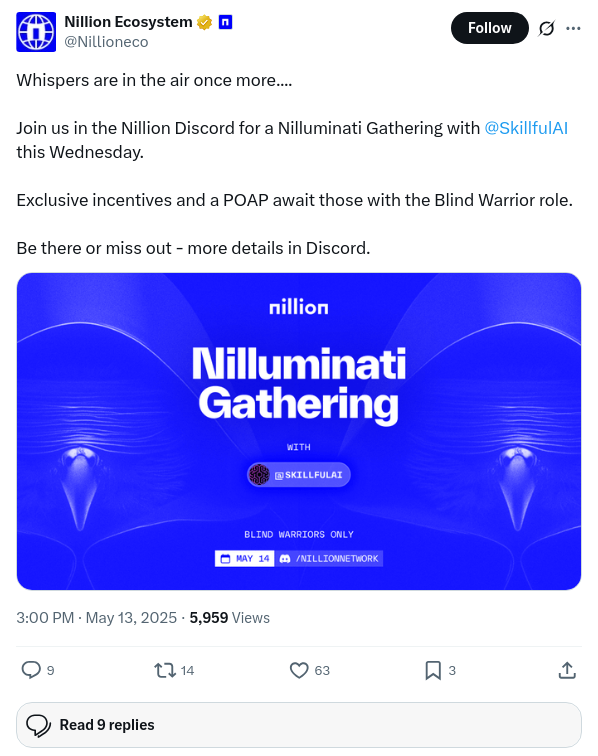 Nillion Ecosystem
@Nillioneco
Follow
Whispers are in the air once more....
Join us in the Nillion Discord for a Nilluminati Gathering with @SkillfulAI
this Wednesday.
Exclusive incentives and a POAP await those with the Blind Warrior role.
Be there or miss out - more details in Discord.
nillion
Nilluminati
Gathering
WITH
@SKILLFULAI
BLIND WARRIORS ONLY
MAY 14 /NILLIONNETWORK
3:00 PM · May 13, 2025 · 5,959 Views
9 14 63 3
Read 9 replies